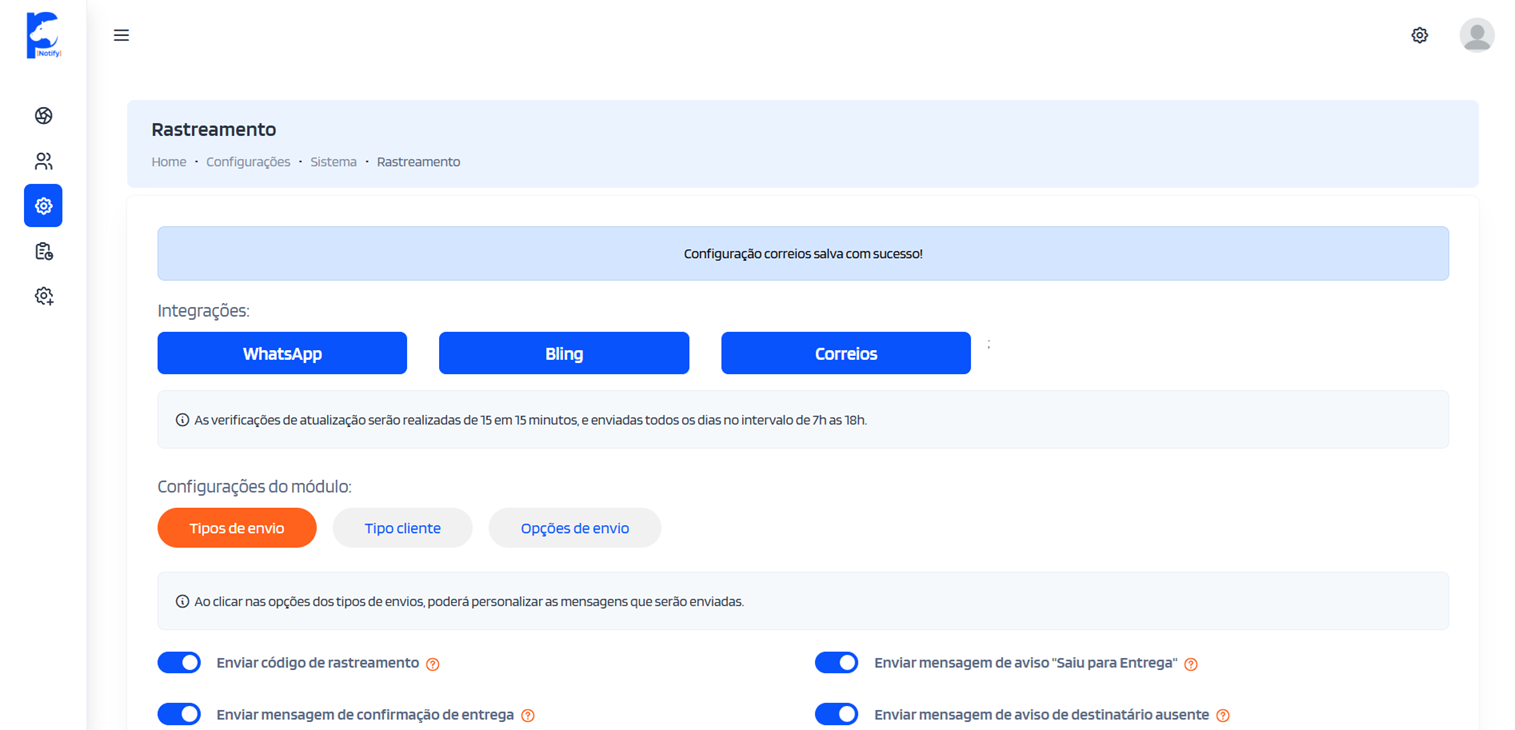 [Notify]
Rastreamento
Home • Configurações • Sistema • Rastreamento
Configuração correios salva com sucesso!
Integrações:
WhatsApp Bling Correios ;
As verificações de atualização serão realizadas de 15 em 15 minutos, e enviadas todos os dias no intervalo de 7h as 18h.
Configurações do módulo:
Tipos de envio Tipo cliente Opções de envio
Ao clicar nas opções dos tipos de envios, poderá personalizar as mensagens que serão enviadas.
Enviar código de rastreamento ? Enviar mensagem de aviso "Saiu para Entrega" ?
Enviar mensagem de confirmação de entrega ? Enviar mensagem de aviso de destinatário ausente ?